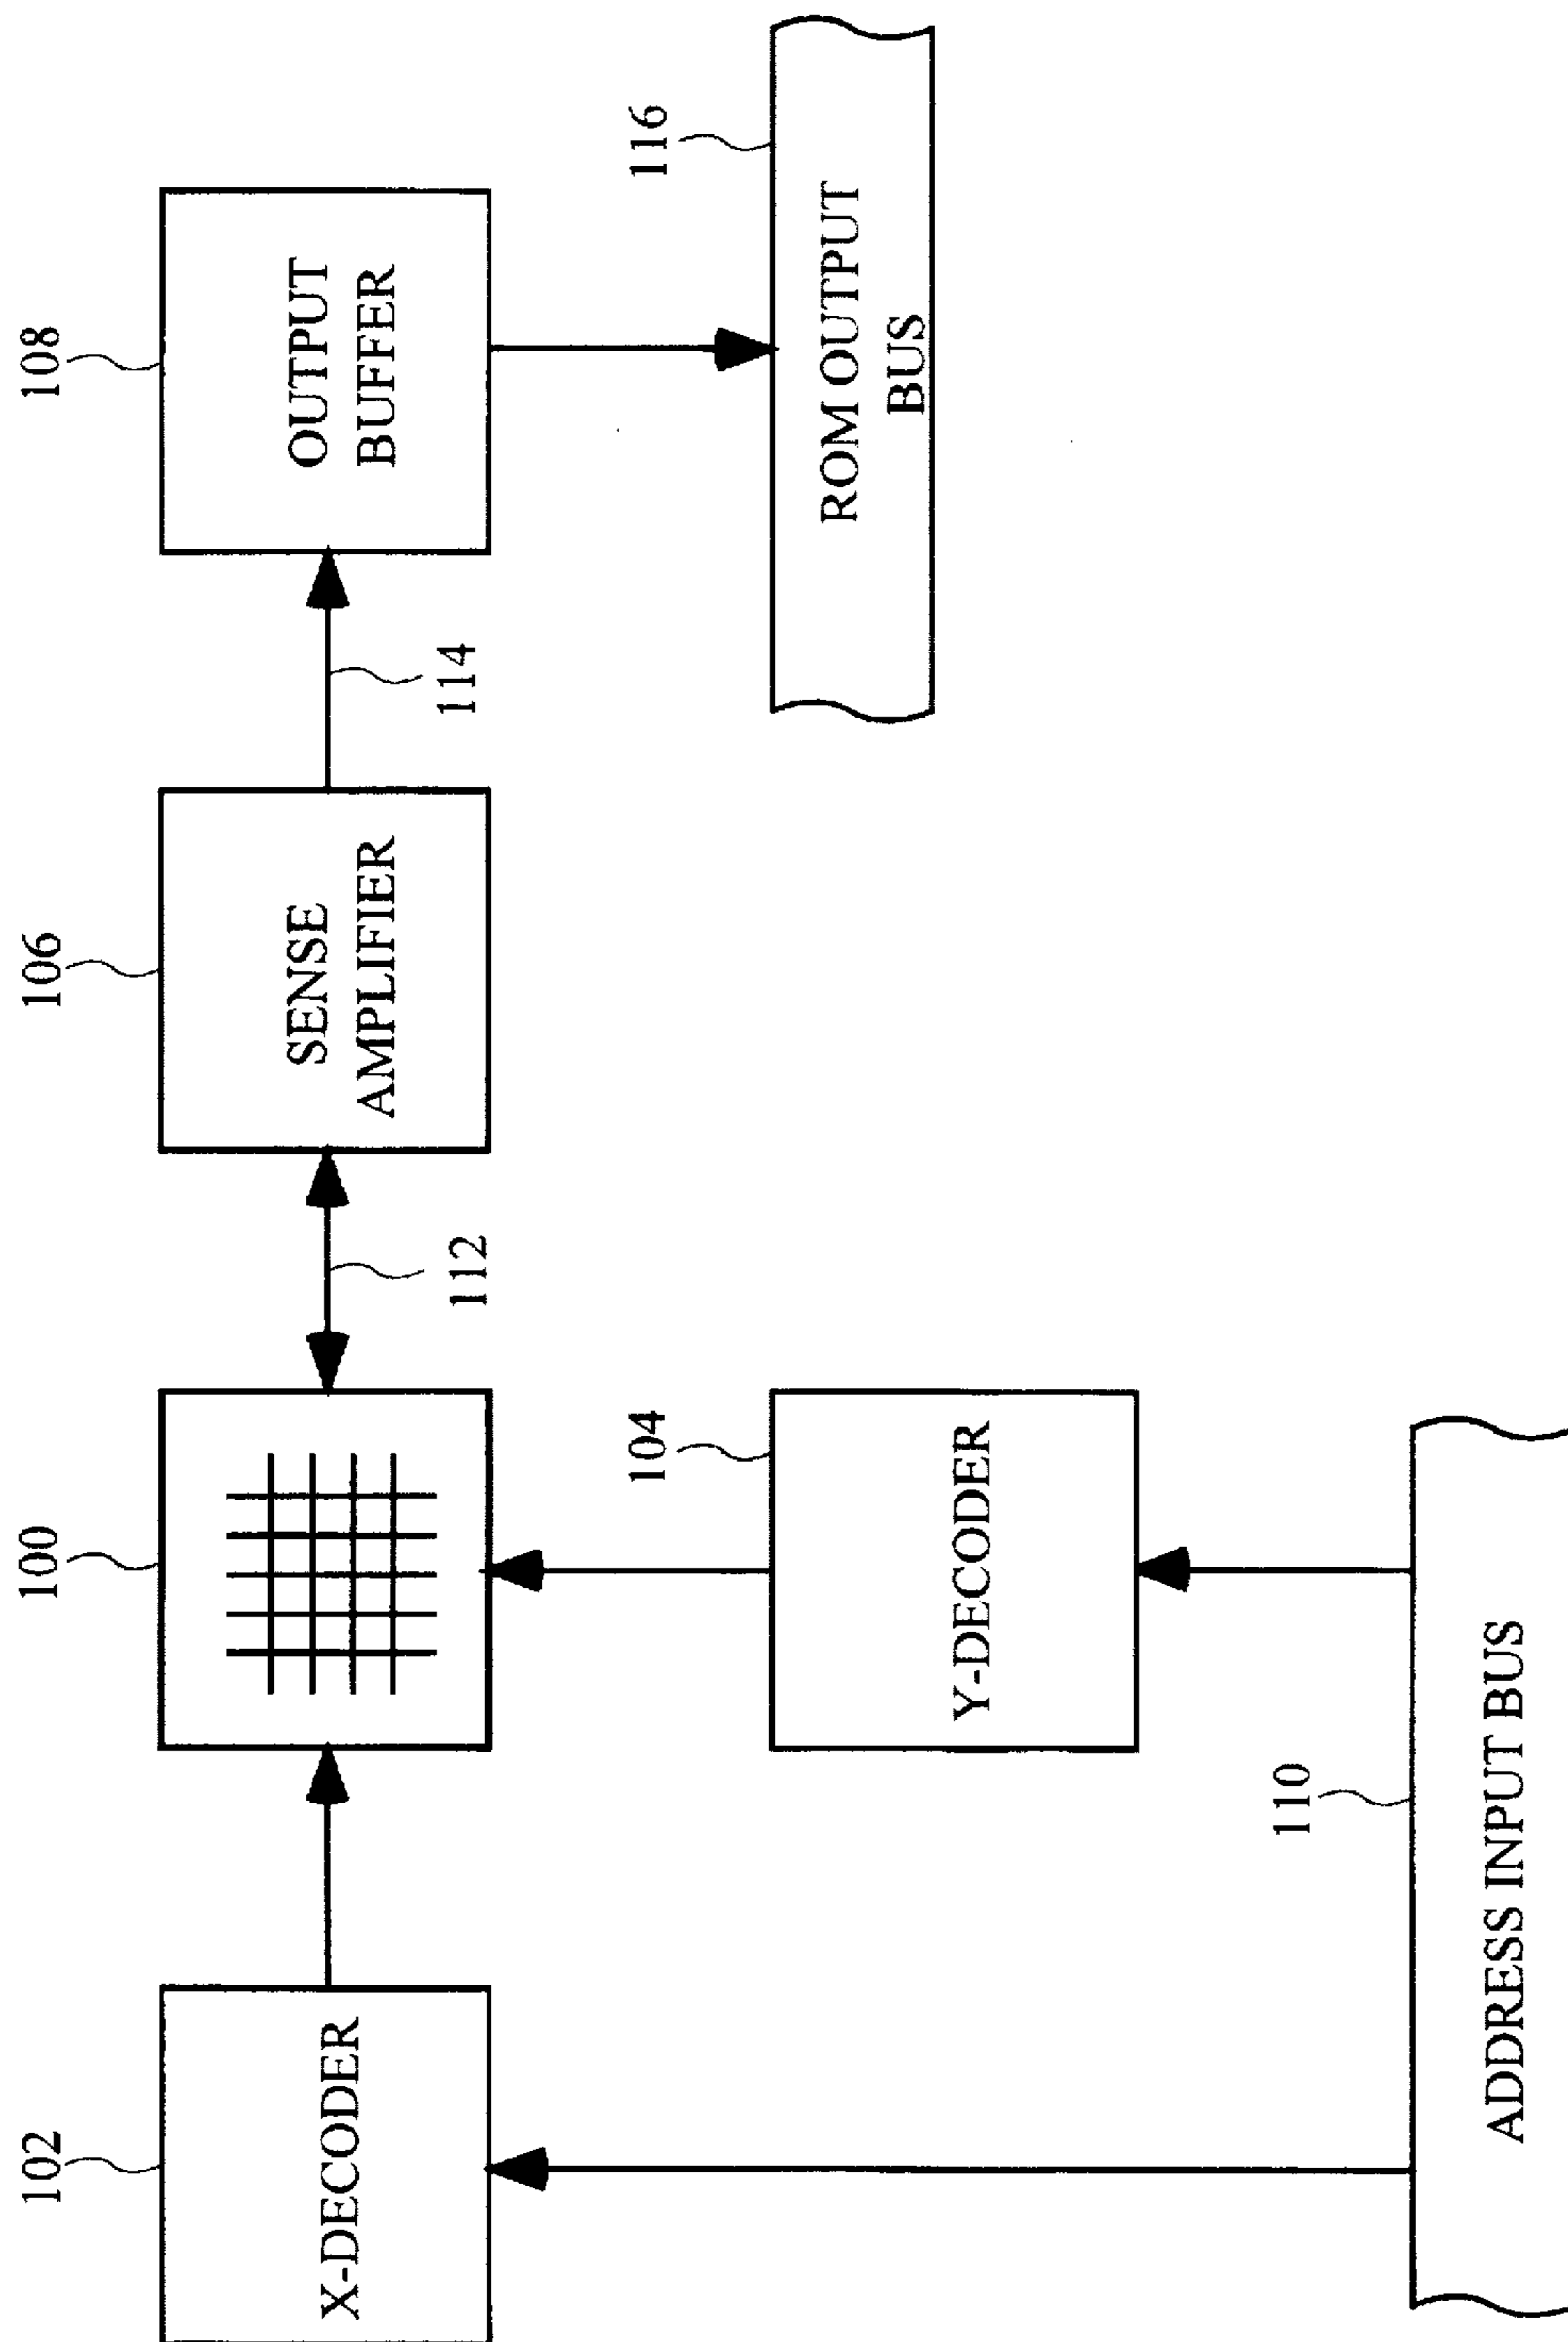 102
X-DECODER
100
106
SENSE
AMPLIFIER
108
OUTPUT
BUFFER
112
114
104
Y-DECODER
116
ROM OUTPUT
BUS
110
ADDRESS INPUT BUS